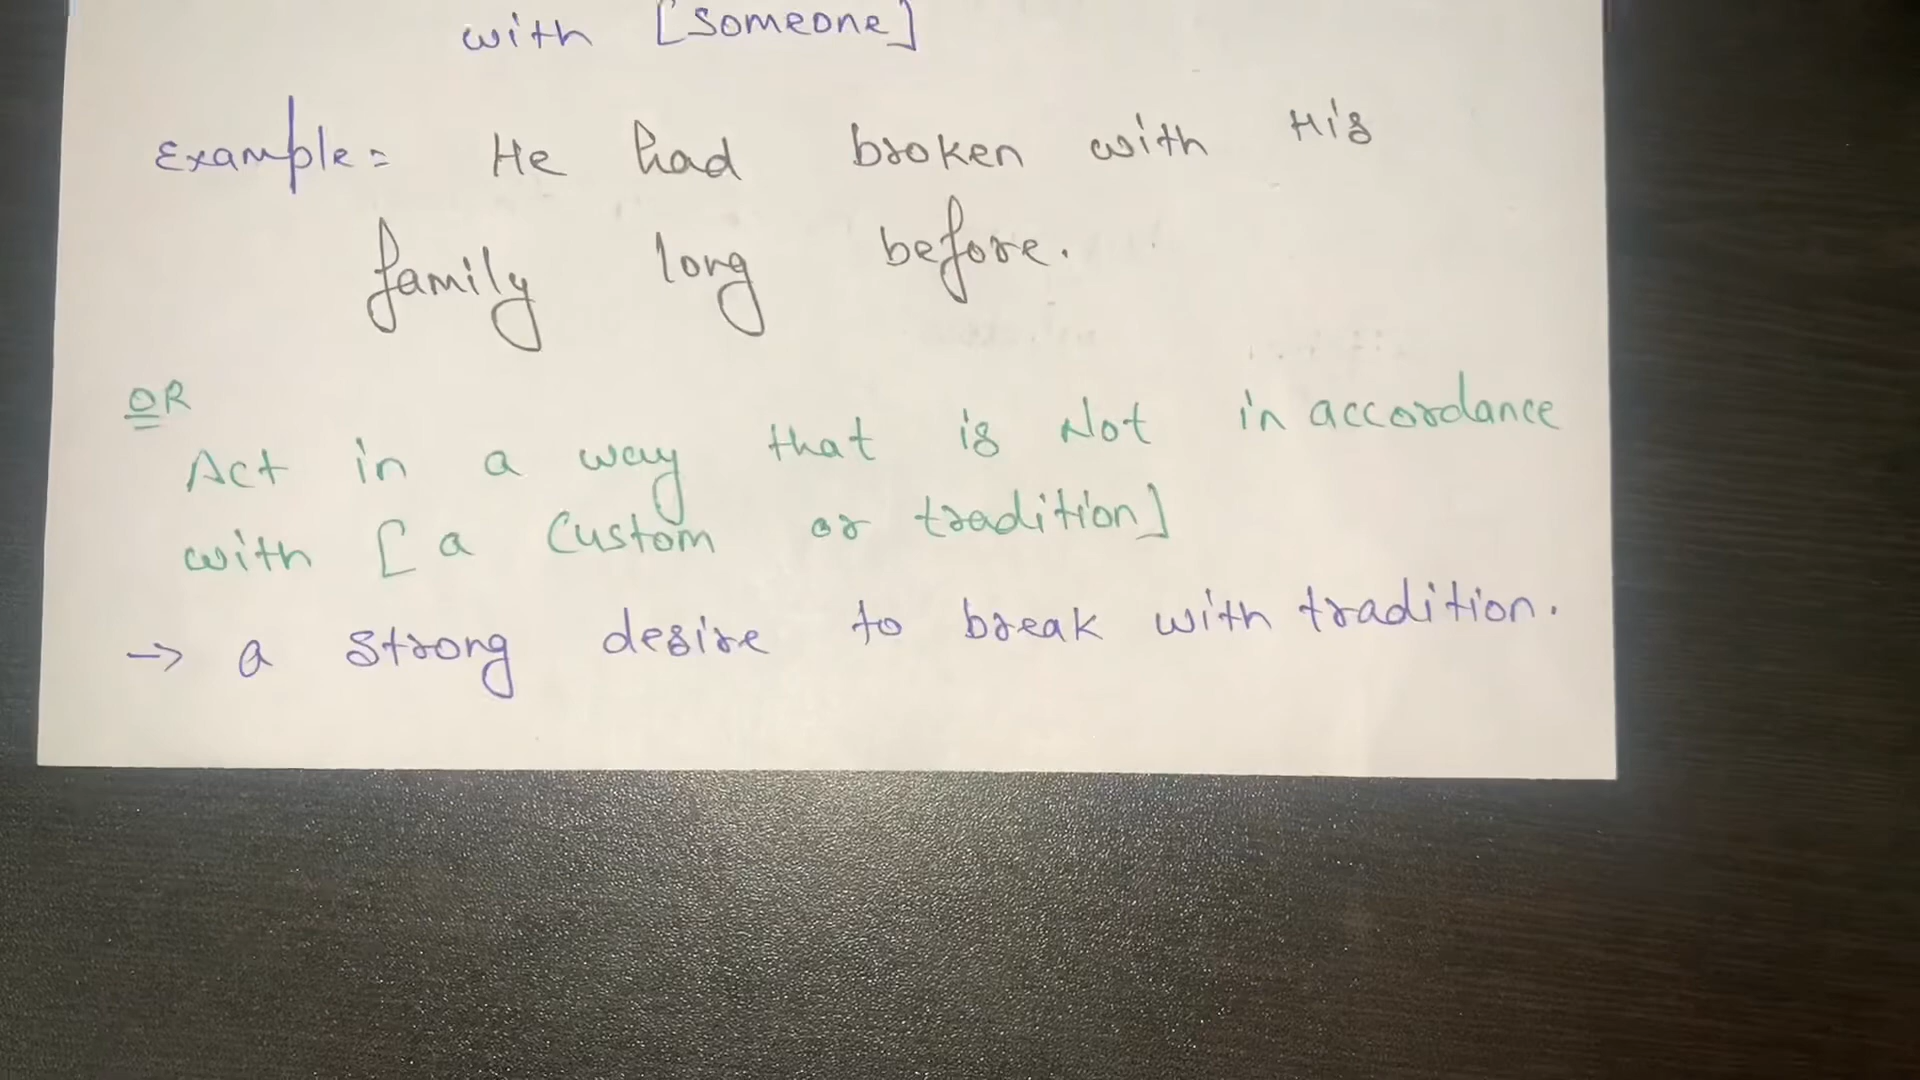 with [someone]
Example = He had broken with His
family long before.
OR
Act in a way that is Not in accordance
with [a Custom or tradition]
→ a strong desire to break with tradition.